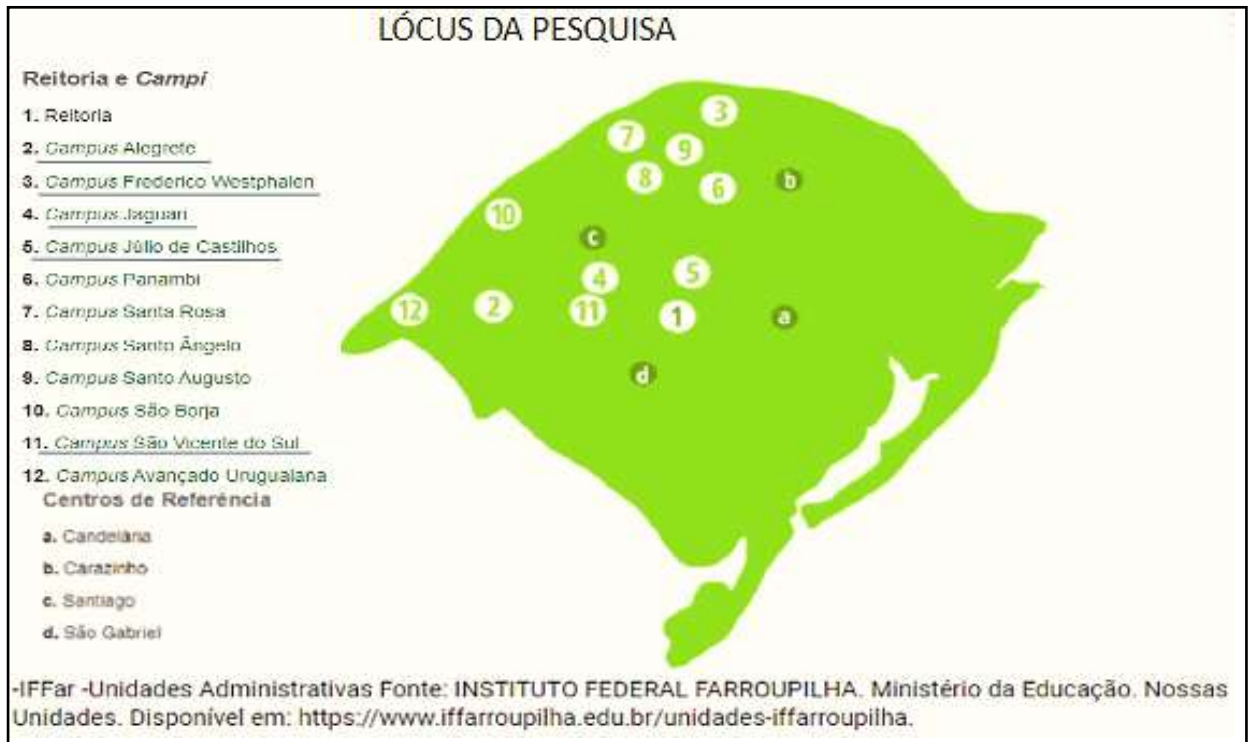 LÓCUS DA PESQUISA
Reitoria e Campi
1. Reitoria
2. Campus Alegrete
3. Campus Frederico Westphalen
4. Campus Jaguari
5. Campus Júlio de Castilhos
6. Campus Panambi
7. Campus Santa Rosa
8. Campus Santo Ângelo
9. Campus Santo Augusto
10. Campus São Borja
11. Campus São Vicente do Sul
12. Campus Avançado Uruguaiana
Centros de Referência
a. Candelária
b. Carazinho
c. Santiago
d. São Gabriel
3
7
9
8
6
b
10
c
4
5
12
2
11
1
a
d
-IFFar -Unidades Administrativas Fonte: INSTITUTO FEDERAL FARROUPILHA. Ministério da Educação. Nossas
Unidades. Disponível em: https://www.iffarroupilha.edu.br/unidades-iffarroupilha.